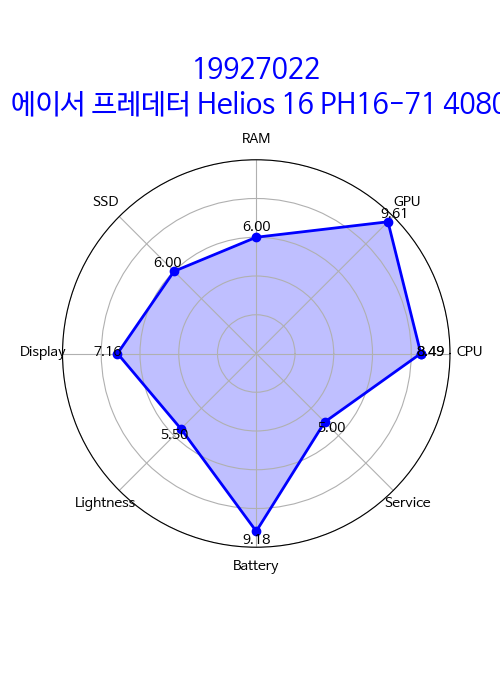 19927022
에이서 프레데터 Helios 16 PH16-71 4080
RAM
SSD
GPU
9.61
6.00
6.00
Display
7.16
8.49
CPU
5.50
5.00
Lightness
Service
9.18
Battery